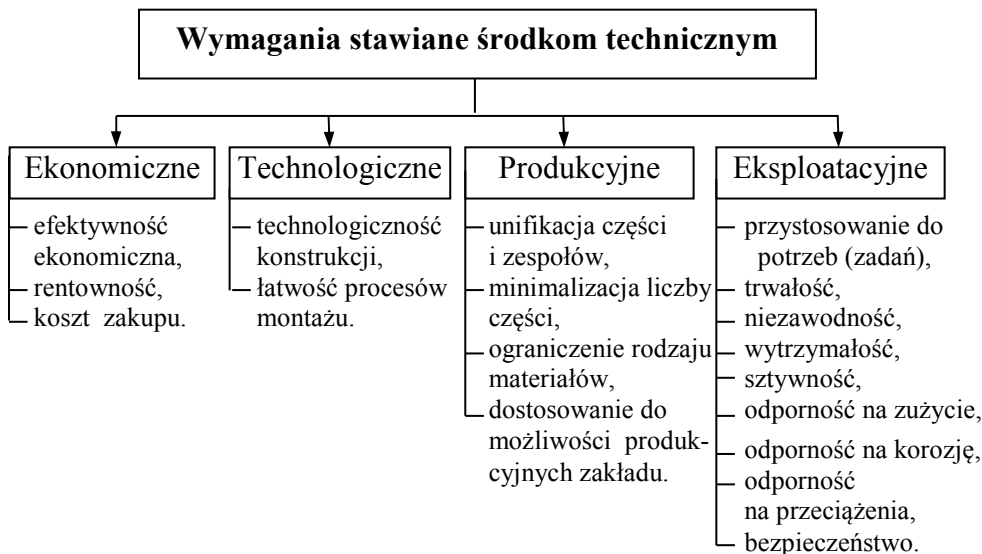 Wymagania stawiane środkom technicznym
Ekonomiczne
efektywność
ekonomiczna,
rentowność,
koszt zakupu.
Technologiczne
technologiczność
konstrukcji,
łatwość procesów
montażu.
Produkcyjne
unifikacja części
i zespołów,
minimalizacja liczby
części,
ograniczenie rodzaju
materiałów,
dostosowanie do
możliwości produk-
cyjnych zakładu.
Eksploatacyjne
przystosowanie do
potrzeb (zadań),
trwałość,
niezawodność,
wytrzymałość,
sztywność,
odporność na zużycie,
odporność na korozję,
odporność
na przeciążenia,
bezpieczeństwo.